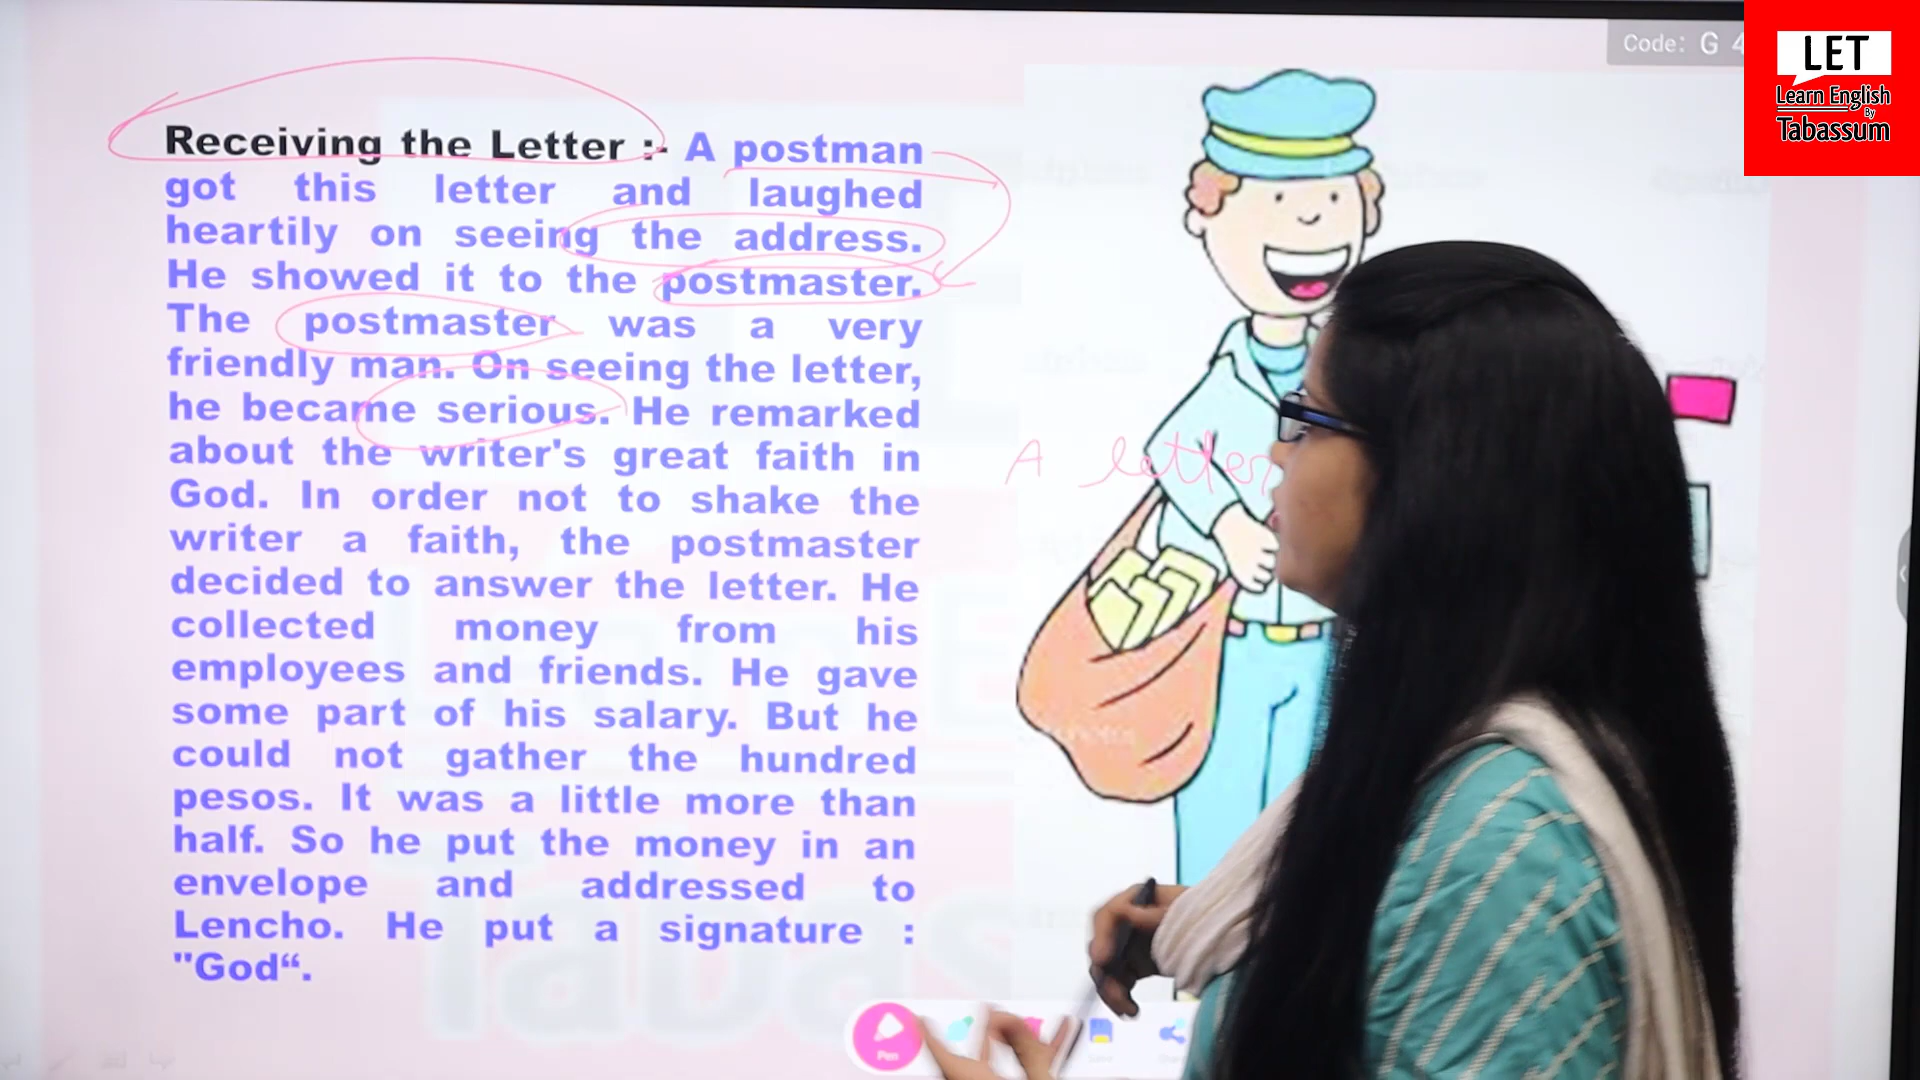 Code: G 4
LET
Learn English
By
Tabassum
Receiving the Letter :- A postman
got this letter and laughed
heartily on seeing the address.
He showed it to the postmaster.
The postmaster was a very
friendly man. On seeing the letter,
he became serious. He remarked
about the writer's great faith in
God. In order not to shake the
writer a faith, the postmaster
decided to answer the letter. He
collected money from his
employees and friends. He gave
some part of his salary. But he
could not gather the hundred
pesos. It was a little more than
half. So he put the money in an
envelope and addressed to
Lencho. He put a signature :
"God“.
A letter
Pen